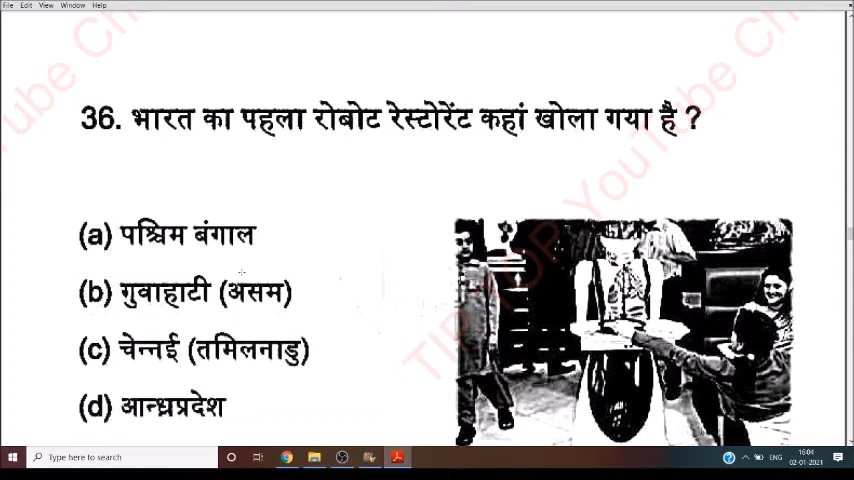 File Edit View Window Help
36. भारत का पहला रोबोट रेस्टोरेंट कहां खोला गया है ?
(a) पश्चिम बंगाल
(b) गुवाहाटी (असम)
(c) चेन्नई (तमिलनाडु)
(d) आन्ध्रप्रदेश
Type here to search
ENG
16:04
02-01-2021